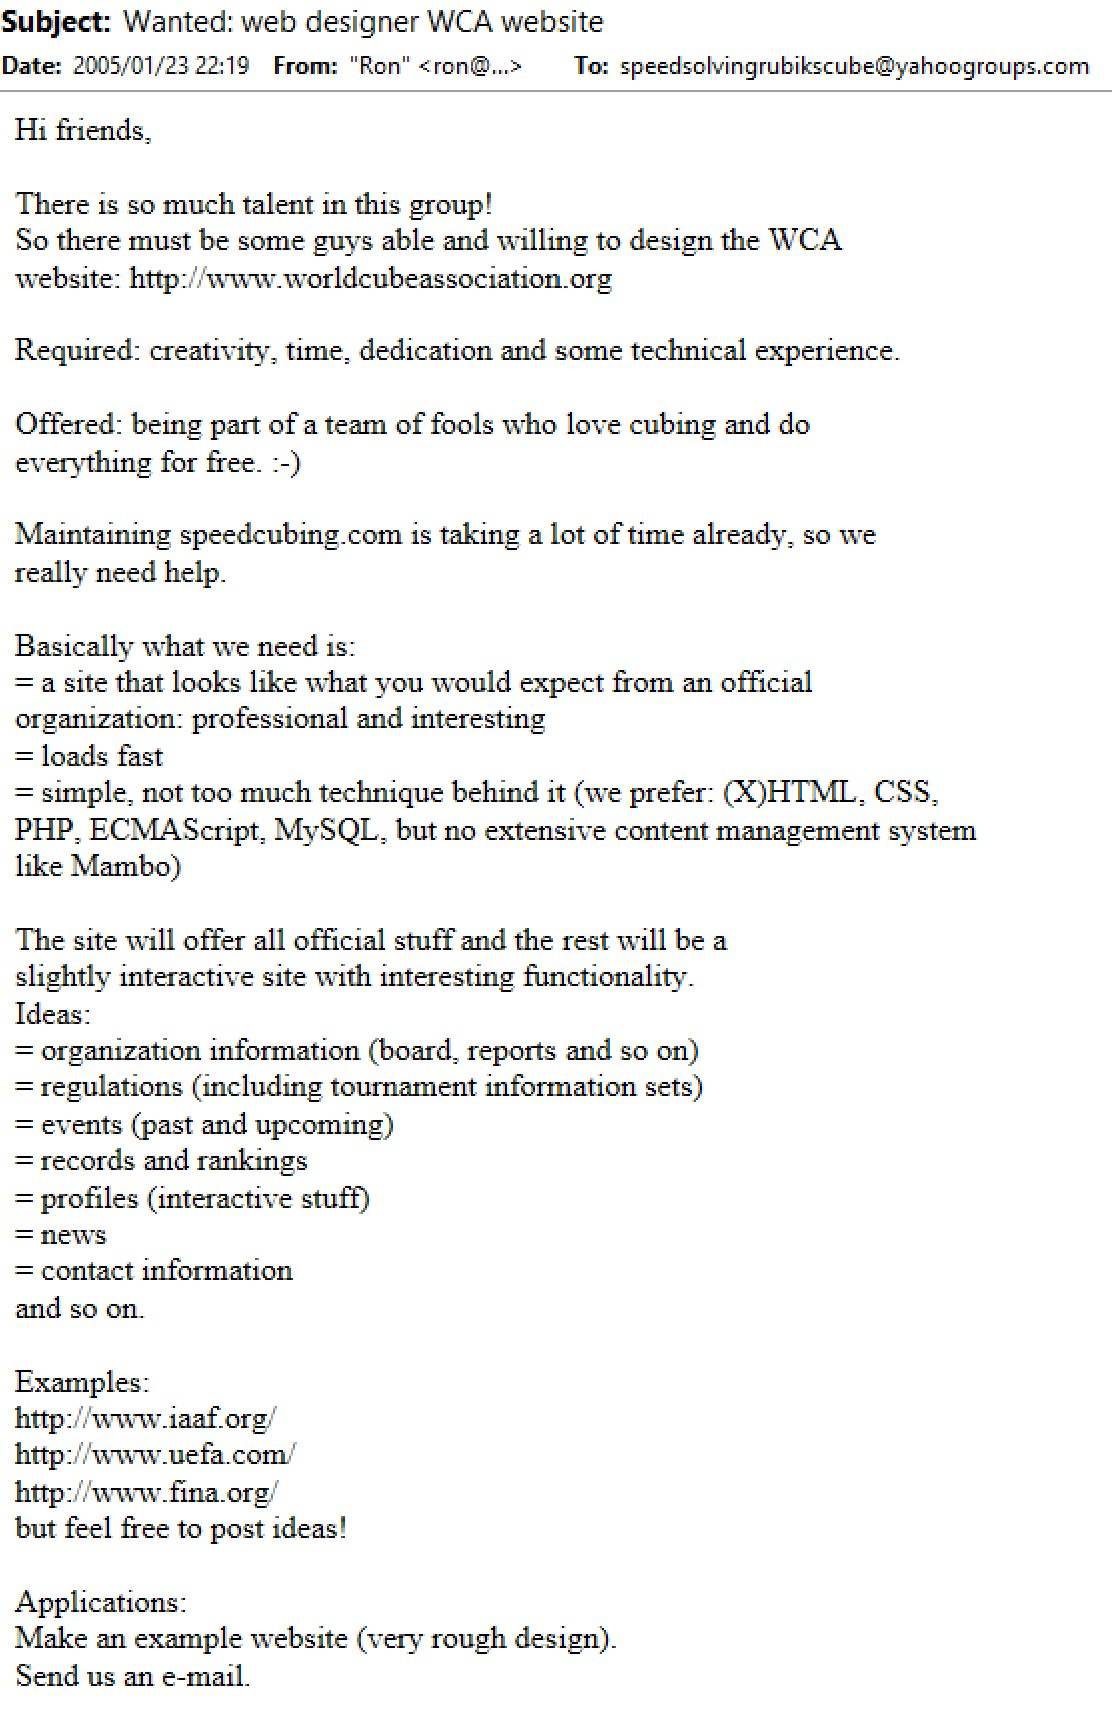 Subject: Wanted: web designer WCA website
Date: 2005/01/23 22:19 From: "Ron" <ron@...> To: speedsolvingrubikscube@yahoogroups.com
Hi friends,
There is so much talent in this group!
So there must be some guys able and willing to design the WCA
website: http://www.worldcubeassociation.org
Required: creativity, time, dedication and some technical experience.
Offered: being part of a team of fools who love cubing and do
everything for free. :-)
Maintaining speedcubing.com is taking a lot of time already, so we
really need help.
Basically what we need is:
= a site that looks like what you would expect from an official
organization: professional and interesting
= loads fast
= simple, not too much technique behind it (we prefer: (X)HTML, CSS,
PHP, ECMAScript, MySQL, but no extensive content management system
like Mambo)
The site will offer all official stuff and the rest will be a
slightly interactive site with interesting functionality.
Ideas:
= organization information (board, reports and so on)
= regulations (including tournament information sets)
= events (past and upcoming)
= records and rankings
= profiles (interactive stuff)
= news
= contact information
and so on.
Examples:
http://www.iaaf.org/
http://www.uefa.com/
http://www.fina.org/
but feel free to post ideas!
Applications:
Make an example website (very rough design).
Send us an e-mail.